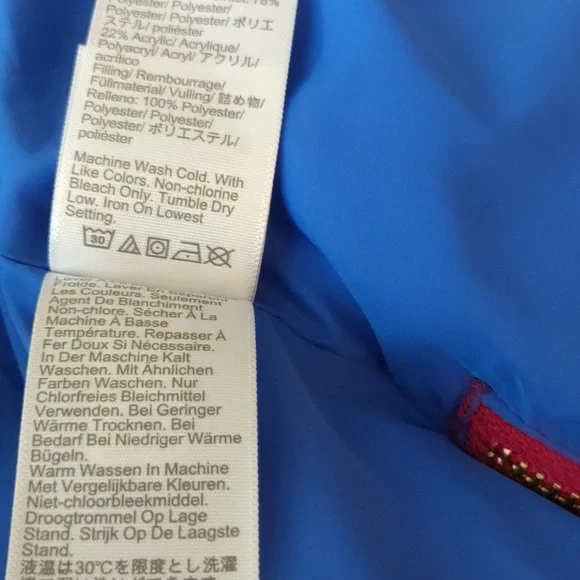 Polyester/ Polyester/
Polyester/ Polyester/ ポリエ
ステル/ poliéster
22% Acrylic/ Acrylique/
Polyacryl/ Acryl/ アクリル/
acrílico
Filling/ Rembourrage/
Füllmaterial/ Vulling/ 詰め物/
Relleno: 100% Polyester/
Polyester/ Polyester/
Polyester/ ポリエステル/
poliéster
Machine Wash Cold. With
Like Colors. Non-chlorine
Bleach Only. Tumble Dry
Low. Iron On Lowest
Setting.
30
Froide. Laver En Séparant
Les Couleurs. Seulement
Agent De Blanchiment
Non-chlore. Sécher À La
Machine À Basse
Température. Repasser À
Fer Doux Si Nécessaire.
In Der Maschine Kalt
Waschen. Mit Ähnlichen
Farben Waschen. Nur
Chlorfreies Bleichmittel
Verwenden. Bei Geringer
Wärme Trocknen. Bei
Bedarf Bei Niedriger Wärme
Bügeln.
Warm Wassen In Machine
Met Vergelijkbare Kleuren.
Niet-chloorbleekmiddel.
Droogtrommel Op Lage
Stand. Strijk Op De Laagste
Stand.
液温は30℃を限度とし洗濯